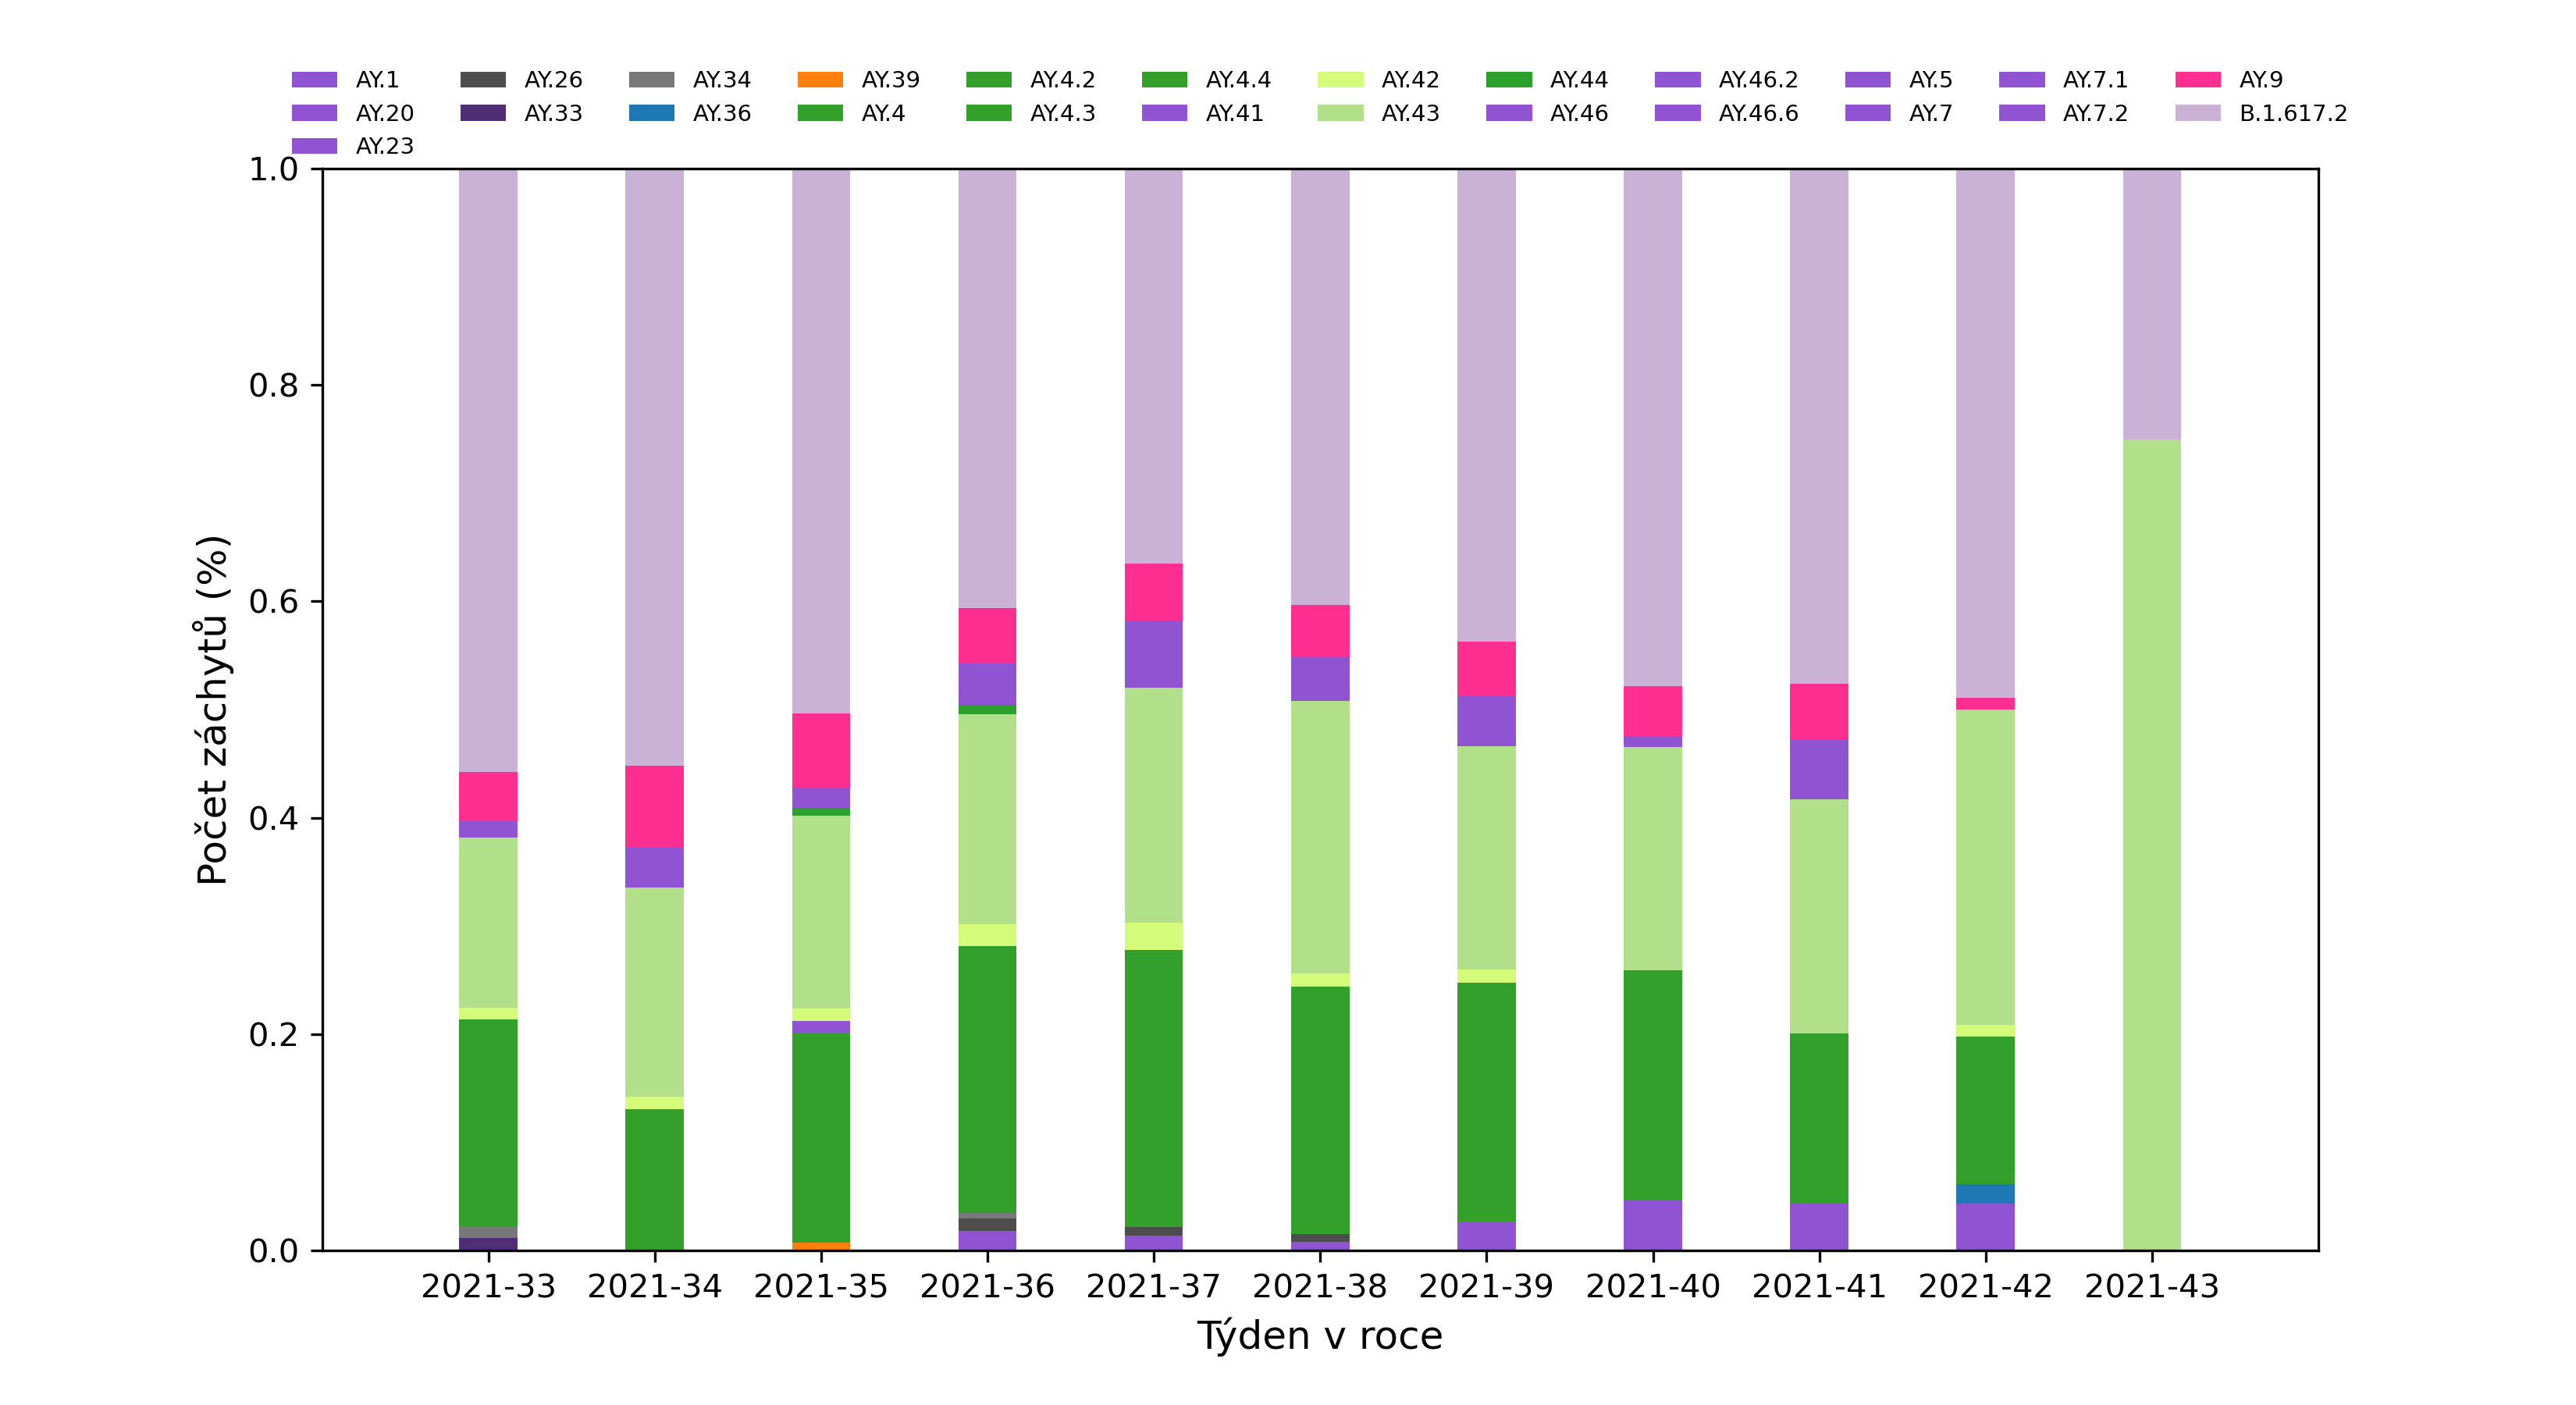 AY.1 AY.26 AY.34 AY.39 AY.4.2 AY.4.4 AY.42 AY.44 AY.46.2 AY.5 AY.7.1 AY.9
AY.20 AY.33 AY.36 AY.4 AY.4.3 AY.41 AY.43 AY.46 AY.46.6 AY.7 AY.7.2 B.1.617.2
AY.23
1.0
0.8
0.6
0.4
0.2
0.0
Počet záchytů (%)
2021-33 2021-34 2021-35 2021-36 2021-37 2021-38 2021-39 2021-40 2021-41 2021-42 2021-43
Týden v roce